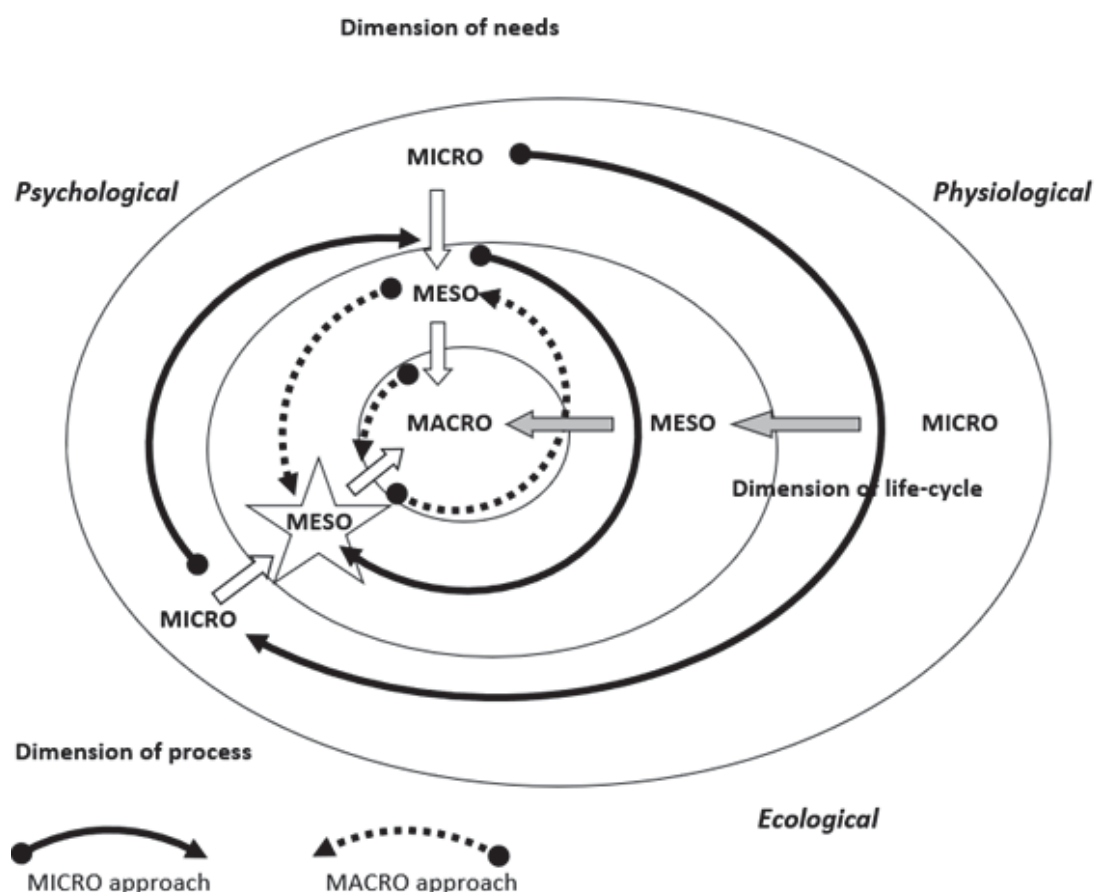 Dimension of needs
MICRO
Psychological
Physiological
MESO
MACRO
MESO
MICRO
Dimension of life-cycle
MESO
MICRO
Dimension of process
Ecological
MICRO approach
MACRO approach